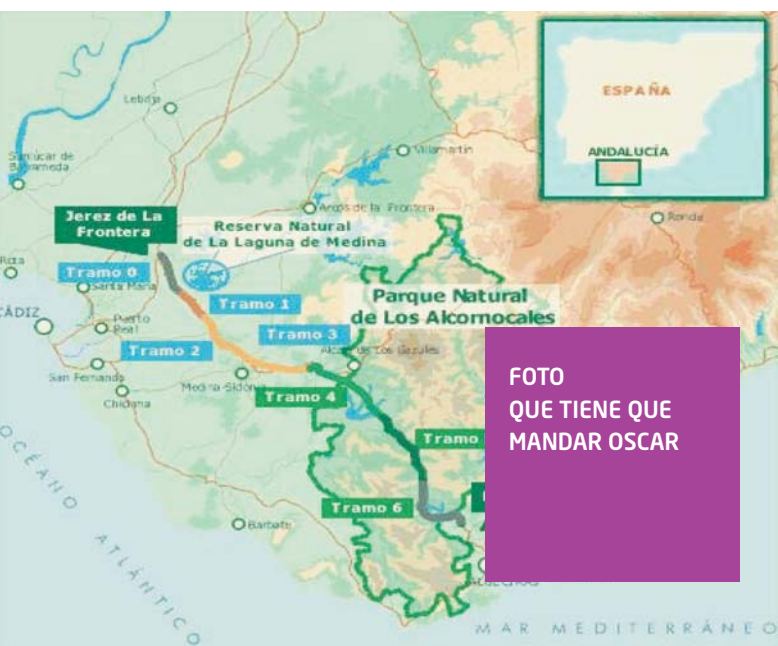 ESPAÑA
ANDALUCÍA
Lebrija
Sanlúcar de
Barrameda
Villamartin
Arcos de la Frontera
Ronda
Jerez de La
Frontera
Reserva Natural
de La Laguna de Medina
Rota
Tramo 0
Santa María
Tramo 1
Parque Natural
de Los Alcornocales
CÁDIZ
Puerto
Real
Tramo 2
Tramo 3
de Los Gazules
San Fernando
Medina-Sidonia
Chiclana
Tramo 4
Tramo
Tramo 6
Barbate
FOTO
QUE TIENE QUE
MANDAR OSCAR
OCÉANO ATLÁNTICO
MAR MEDITERRÁNEO